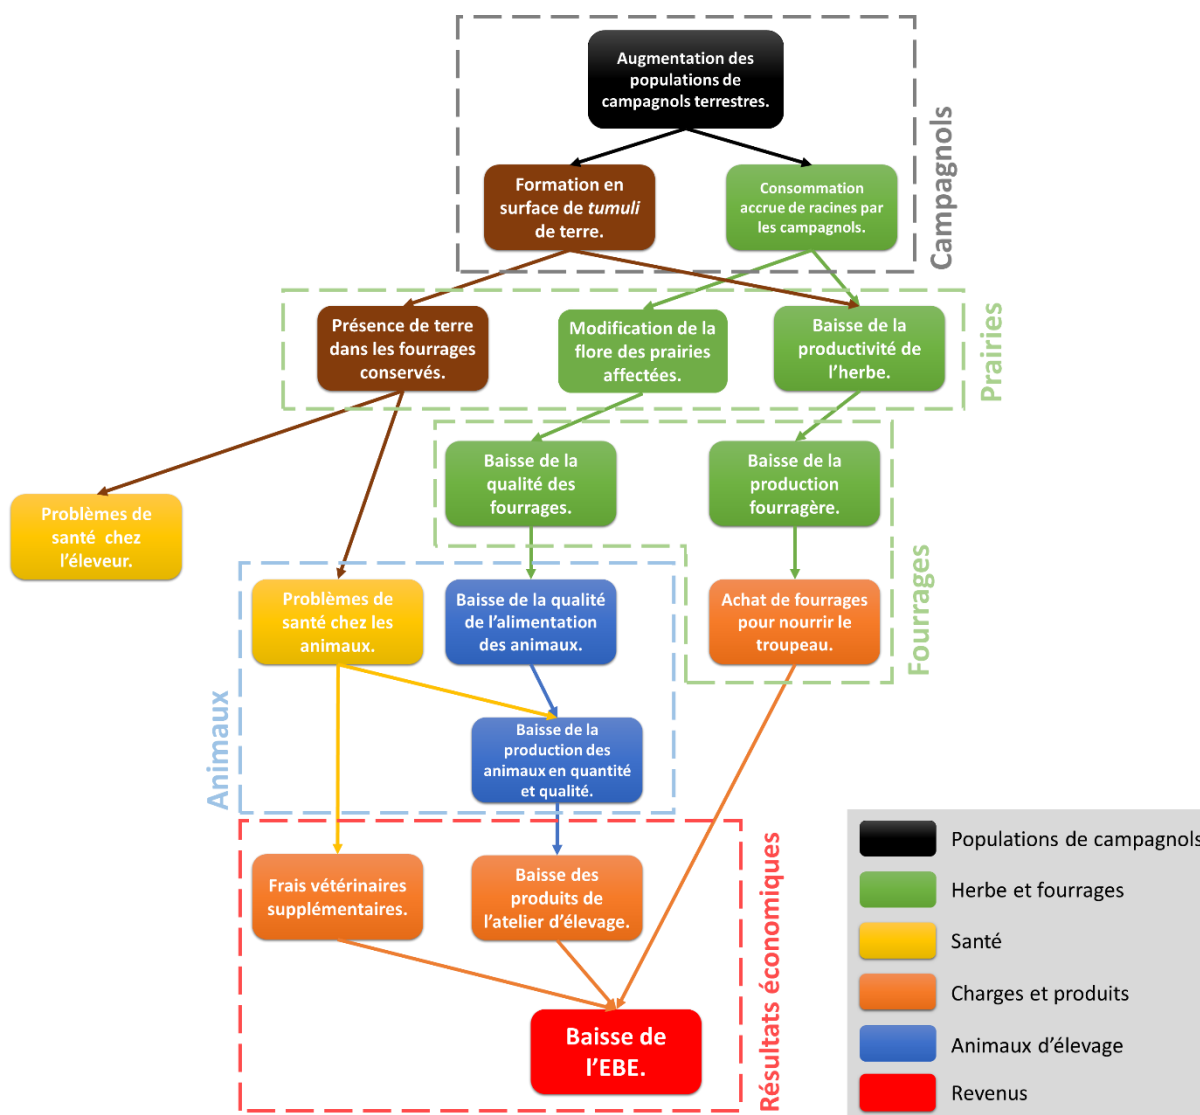 Augmentation des
populations de
campagnols terrestres.
Campagnols
Formation en
surface de tumuli
de terre.
Consommation
accrue de racines par
les campagnols.
Prairies
Présence de terre
dans les fourrages
conservés.
Modification de la
flore des prairies
affectées.
Baisse de la
productivité de
l'herbe.
Fourrages
Baisse de la
qualité des
fourrages.
Baisse de la
production
fourragère.
Problèmes de
santé chez
l'éleveur.
Animaux
Problèmes de
santé chez les
animaux.
Baisse de la qualité
de l'alimentation
des animaux.
Achat de fourrages
pour nourrir le
troupeau.
Baisse de la
production des
animaux en quantité
et qualité.
Résultats économiques
Frais vétérinaires
supplémentaires.
Baisse des
produits de
l'atelier d'élevage.
Baisse de
l'EBE.
Populations de campagnols
Herbe et fourrages
Santé
Charges et produits
Animaux d'élevage
Revenus